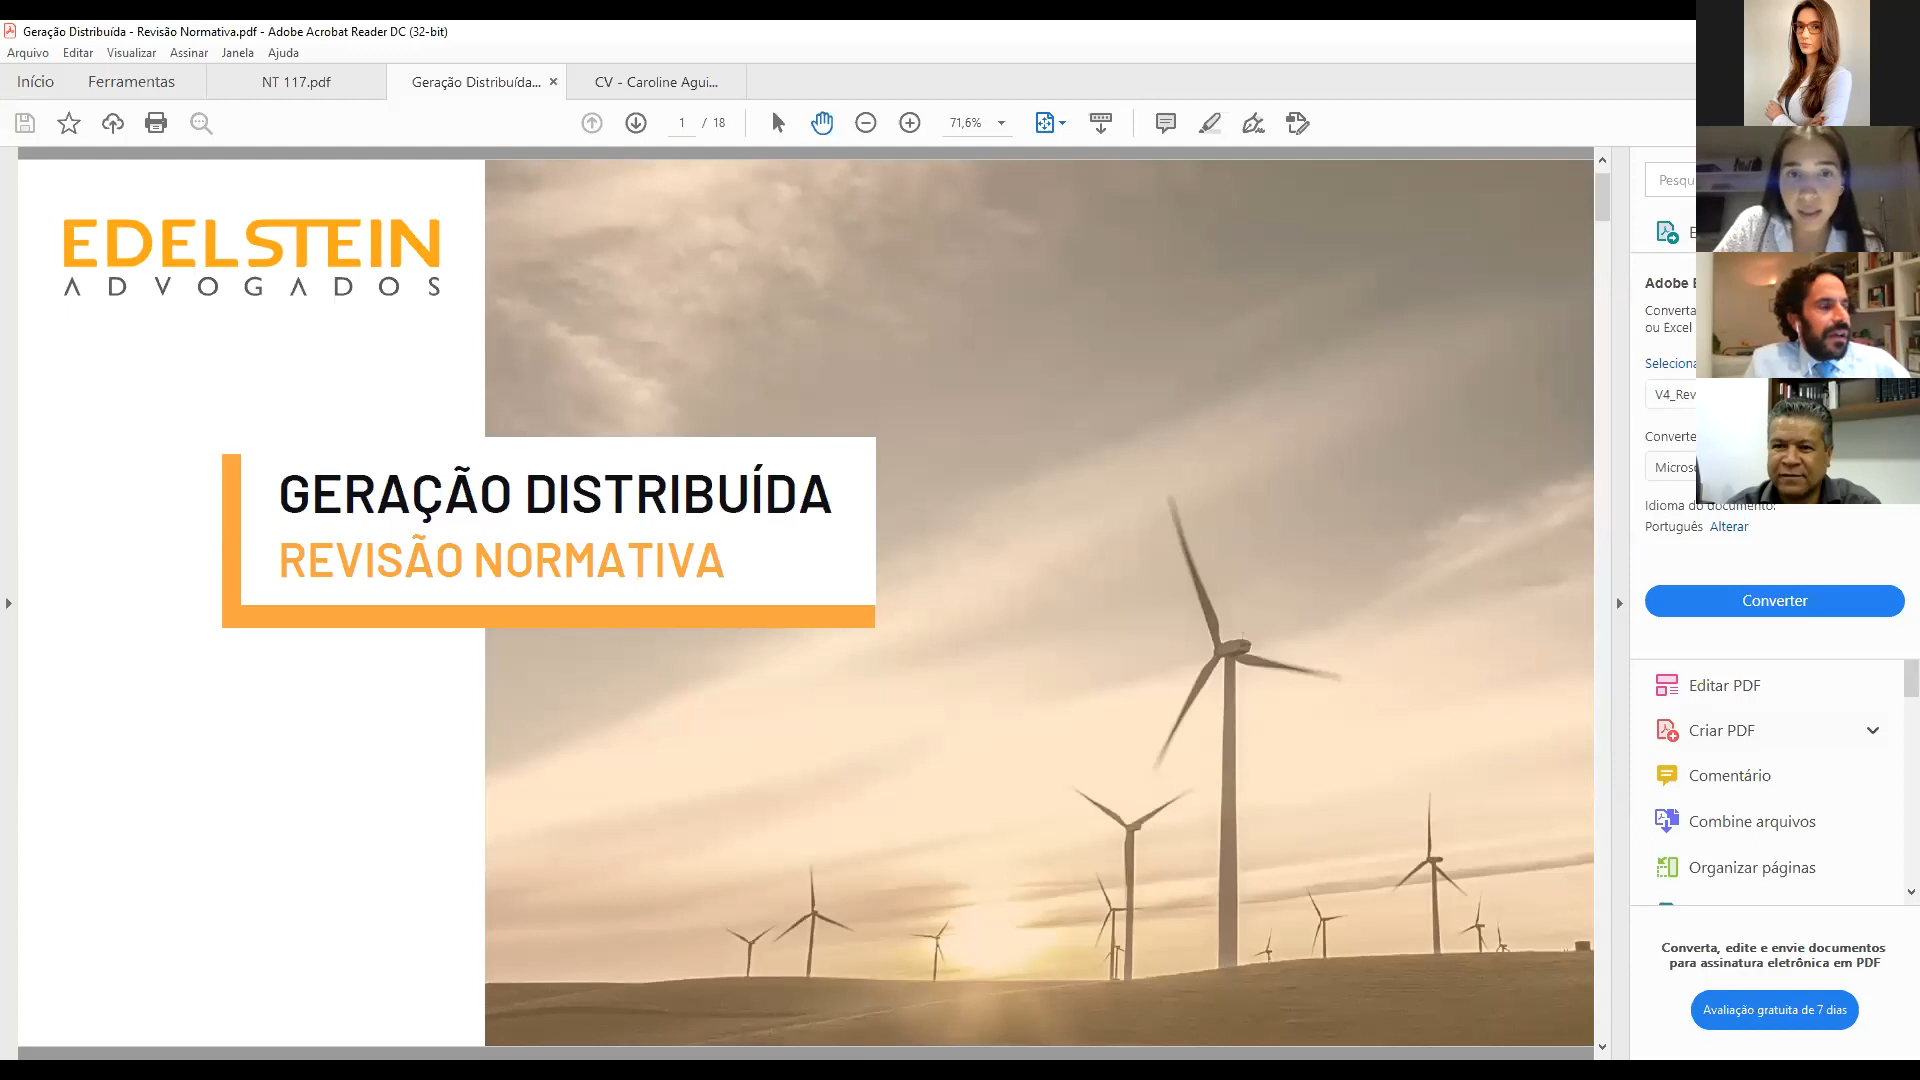 Geração Distribuída - Revisão Normativa.pdf - Adobe Acrobat Reader DC (32-bit)
Arquivo Editar Visualizar Assinar Janela Ajuda
Início Ferramentas NT 117.pdf Geração Distribuída... × CV - Caroline Agui...
1 / 18 71,6%
EDELSTEIN
ADVOGADOS
GERAÇÃO DISTRIBUÍDA
REVISÃO NORMATIVA
Pesqu
E
Adobe E
Converta
ou Excel
Seleciona
V4_Rev
Converte
Micros
Idioma do documento:
Português Alterar
Converter
Editar PDF
Criar PDF
Comentário
Combine arquivos
Organizar páginas
Converta, edite e envie documentos
para assinatura eletrônica em PDF
Avaliação gratuita de 7 dias